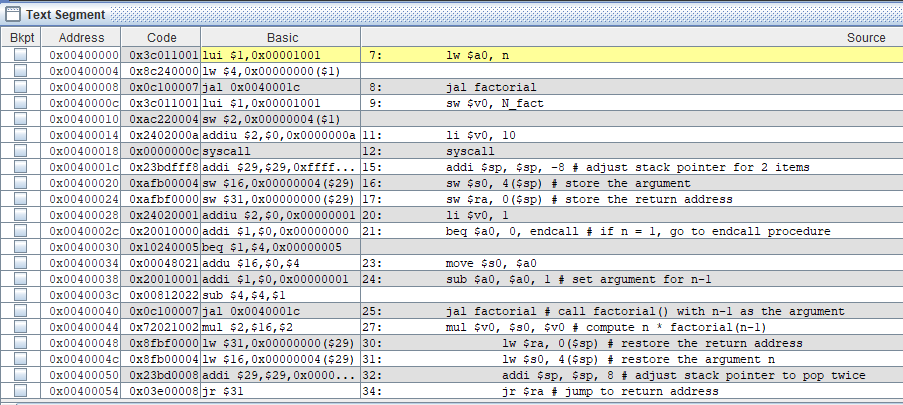 Text Segment
Bkpt Address Code Basic Source
0x00400000 0x3c011001 lui $1,0x00001001 7: lw $a0, n
0x00400004 0x8c240000 lw $4,0x00000000($1)
0x00400008 0x0c100007 jal 0x0040001c 8: jal factorial
0x0040000c 0x3c011001 lui $1,0x00001001 9: sw $v0, N_fact
0x00400010 0xac220004 sw $2,0x00000004($1)
0x00400014 0x2402000a addiu $2,$0,0x0000000a 11: li $v0, 10
0x00400018 0x0000000c syscall 12: syscall
0x0040001c 0x23bdfff8 addi $29,$29,0xffff... 15: addi $sp, $sp, -8 # adjust stack pointer for 2 items
0x00400020 0xafb00004 sw $16,0x00000004($29) 16: sw $s0, 4($sp) # store the argument
0x00400024 0xafbf0000 sw $31,0x00000000($29) 17: sw $ra, 0($sp) # store the return address
0x00400028 0x24020001 addiu $2,$0,0x00000001 20: li $v0, 1
0x0040002c 0x20010000 addi $1,$0,0x00000000 21: beq $a0, 0, endcall # if n = 1, go to endcall procedure
0x00400030 0x10240005 beq $1,$4,0x00000005
0x00400034 0x00048021 addu $16,$0,$4 23: move $s0, $a0
0x00400038 0x20010001 addi $1,$0,0x00000001 24: sub $a0, $a0, 1 # set argument for n-1
0x0040003c 0x00812022 sub $4,$4,$1
0x00400040 0x0c100007 jal 0x0040001c 25: jal factorial # call factorial() with n-1 as the argument
0x00400044 0x72021002 mul $2,$16,$2 27: mul $v0, $s0, $v0 # compute n * factorial(n-1)
0x00400048 0x8fbf0000 lw $31,0x00000000($29) 30: lw $ra, 0($sp) # restore the return address
0x0040004c 0x8fb00004 lw $16,0x00000004($29) 31: lw $s0, 4($sp) # restore the argument n
0x00400050 0x23bd0008 addi $29,$29,0x0000... 32: addi $sp, $sp, 8 # adjust stack pointer to pop twice
0x00400054 0x03e00008 jr $31 34: jr $ra # jump to return address